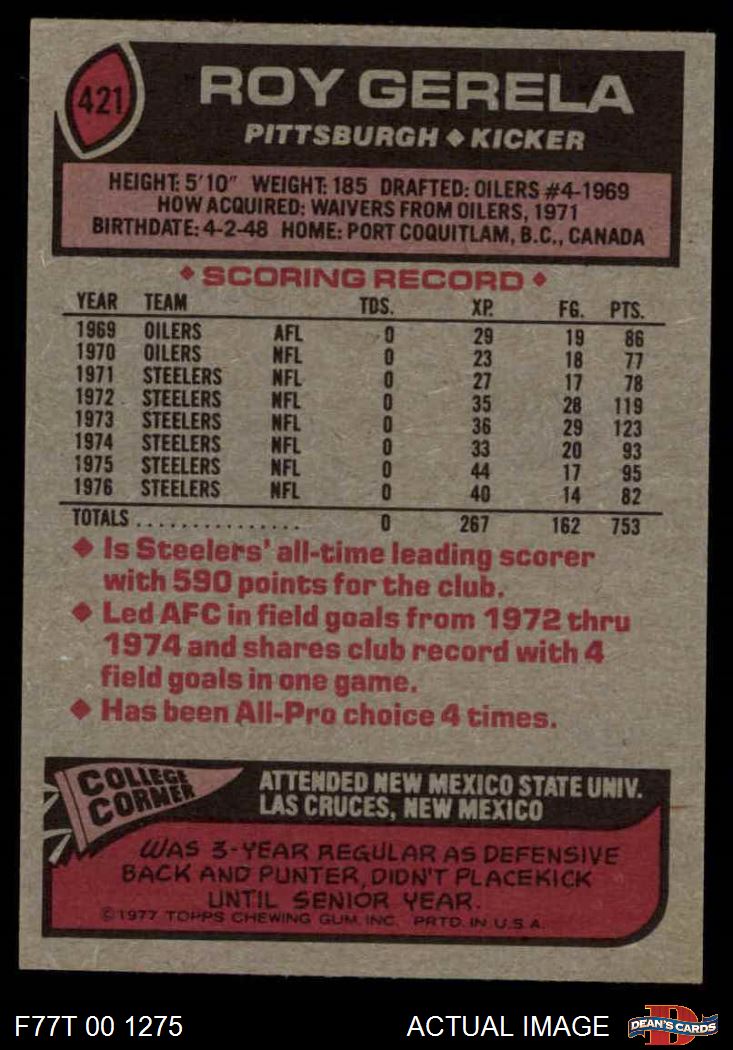 421
ROY GERELA
PITTSBURGH ◆ KICKER
HEIGHT: 5'10" WEIGHT: 185 DRAFTED: OILERS #4-1969
HOW ACQUIRED: WAIVERS FROM OILERS, 1971
BIRTHDATE: 4-2-48 HOME: PORT COQUITLAM, B.C., CANADA
◆ SCORING RECORD ◆
YEAR TEAM TDS. XP. FG. PTS.
1969 OILERS AFL 0 29 19 86
1970 OILERS NFL 0 23 18 77
1971 STEELERS NFL 0 27 17 78
1972 STEELERS NFL 0 35 28 119
1973 STEELERS NFL 0 36 29 123
1974 STEELERS NFL 0 33 20 93
1975 STEELERS NFL 0 44 17 95
1976 STEELERS NFL 0 40 14 82
TOTALS ................ 0 267 162 753
◆ Is Steelers' all-time leading scorer
with 590 points for the club.
◆ Led AFC in field goals from 1972 thru
1974 and shares club record with 4
field goals in one game.
◆ Has been All-Pro choice 4 times.
COLLEGE
CORNER
ATTENDED NEW MEXICO STATE UNIV.
LAS CRUCES, NEW MEXICO
WAS 3-YEAR REGULAR AS DEFENSIVE
BACK AND PUNTER, DIDN'T PLACEKICK
UNTIL SENIOR YEAR.
©1977 TOPPS CHEWING GUM, INC. PRTD. IN U.S.A.
F77T 00 1275
ACTUAL IMAGE
D
DEAN'S CARDS